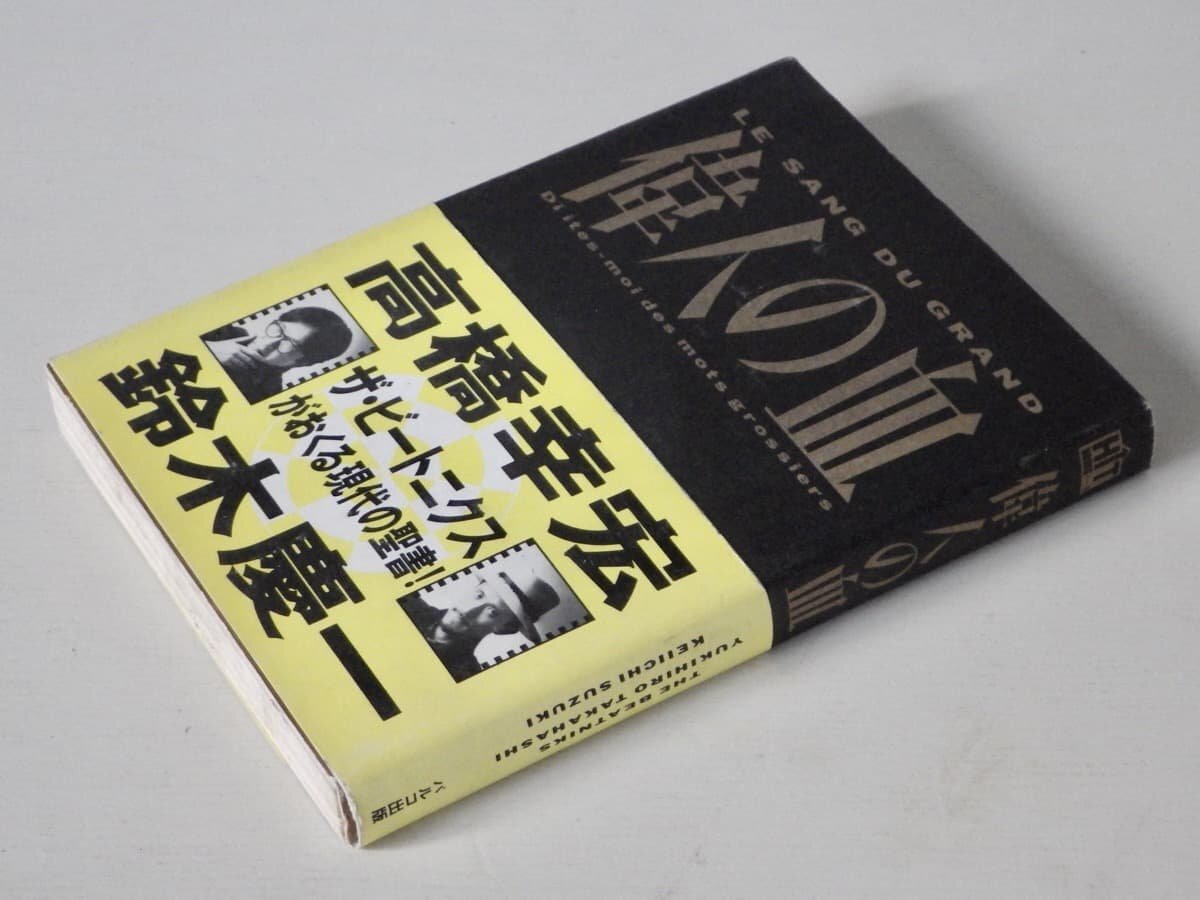 LE SANG DU GRAND
偉人の血
Diites-moi des mots grossiers
高橋幸宏
ザ・ビートニクス
がおくる現代の聖書!
鈴木慶一
偉人の血
THE BEATNIKS
YUKIHIRO TAKAHASHI
KEIICHI SUZUKI
パルコ出版